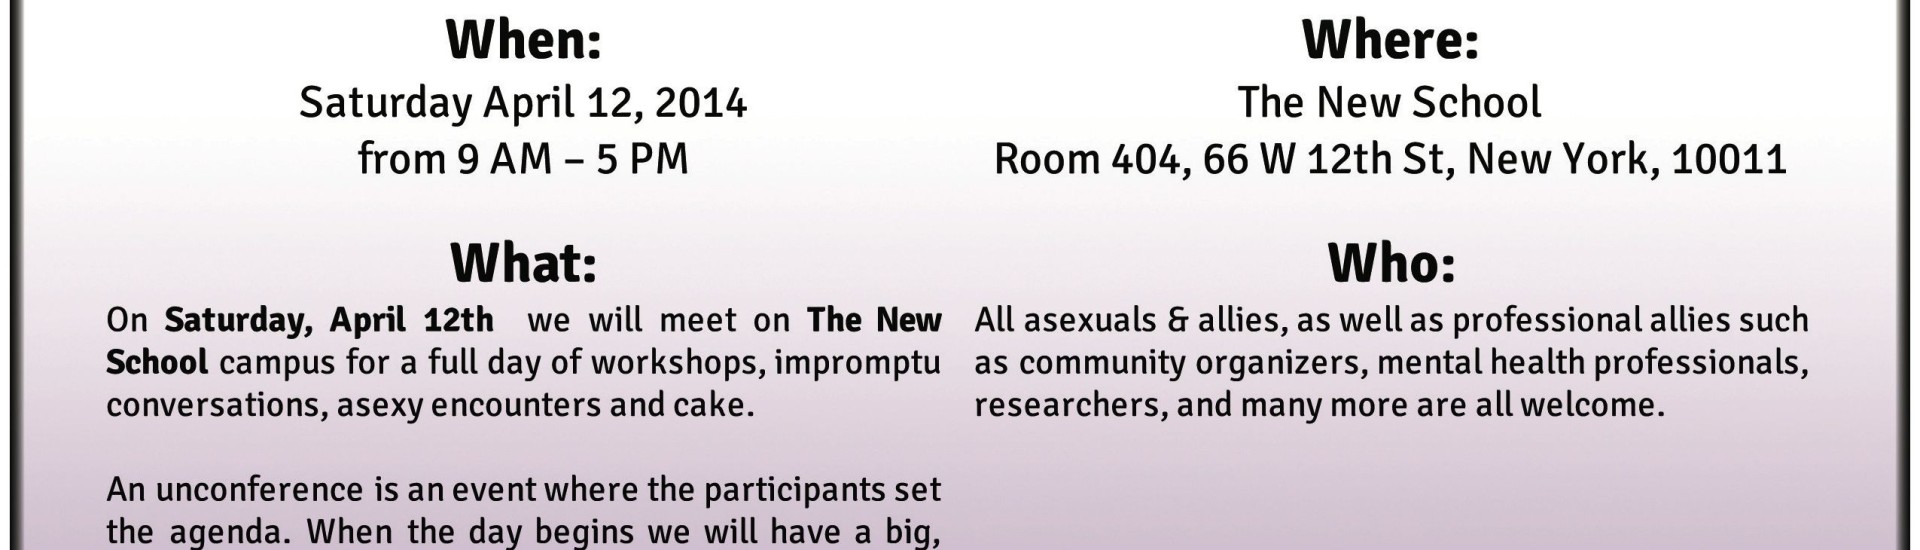 When:
Saturday April 12, 2014
from 9 AM – 5 PM
Where:
The New School
Room 404, 66 W 12th St, New York, 10011
What:
On Saturday, April 12th we will meet on The New
School campus for a full day of workshops, impromptu
conversations, asexy encounters and cake.
An unconference is an event where the participants set
the agenda. When the day begins we will have a big,
Who:
All asexuals & allies, as well as professional allies such
as community organizers, mental health professionals,
researchers, and many more are all welcome.